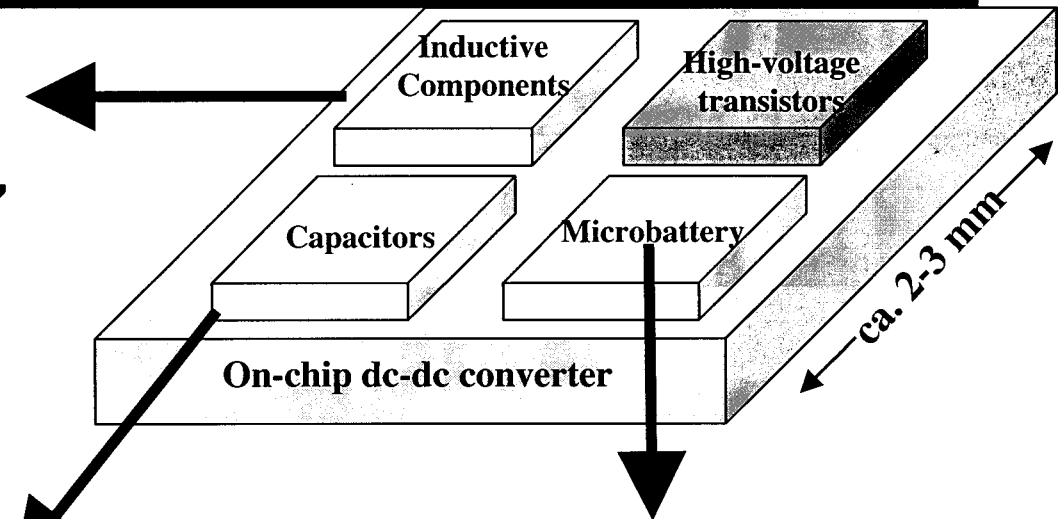 Inductive
Components
High-voltage
transistors
Capacitors
Microbattery
On-chip dc-dc converter
ca. 2-3 mm